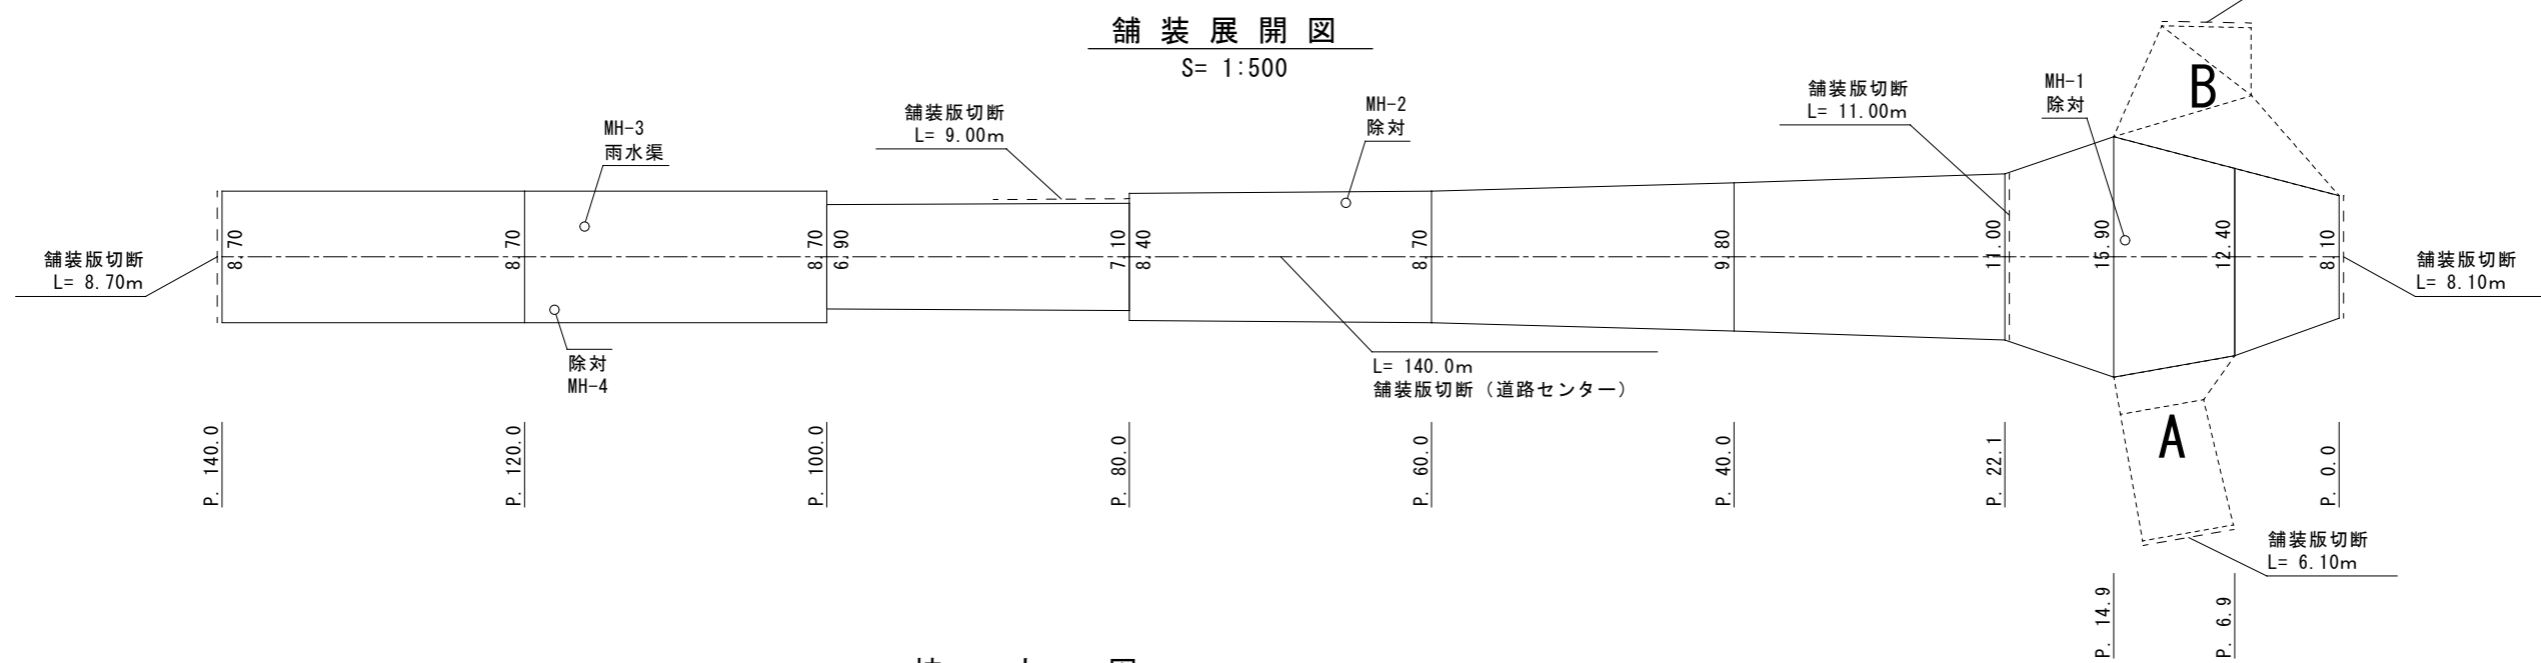 舗装展開図
S= 1:500
舗装版切断
L= 8.70m
MH-3
雨水渠
除対
MH-4
舗装版切断
L= 9.00m
MH-2
除対
L= 140.0m
舗装版切断（道路センター）
舗装版切断
L= 11.00m
MH-1
除対
B
A
舗装版切断
L= 8.10m
舗装版切断
L= 6.10m
8.70
8.70
8.70
6.90
7.10
8.40
8.70
9.80
11.00
15.90
12.40
8.10
P. 140.0
P. 120.0
P. 100.0
P. 80.0
P. 60.0
P. 40.0
P. 22.1
P. 0.0
P. 14.9
P. 6.9